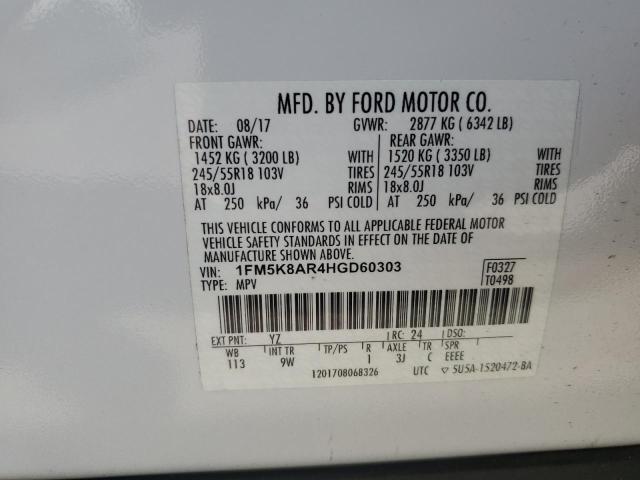 MFD. BY FORD MOTOR CO.
DATE: 08/17 GVWR: 2877 KG ( 6342 LB)
FRONT GAWR: REAR GAWR:
1452 KG ( 3200 LB) WITH 1520 KG ( 3350 LB) WITH
245/55R18 103V TIRES 245/55R18 103V TIRES
18x8.0J RIMS 18x8.0J RIMS
AT 250 kPa/ 36 PSI COLD AT 250 kPa/ 36 PSI COLD
THIS VEHICLE CONFORMS TO ALL APPLICABLE FEDERAL MOTOR
VEHICLE SAFETY STANDARDS IN EFFECT ON THE DATE OF
MANUFACTURE SHOWN ABOVE.
VIN: 1FM5K8AR4HGD60303 F0327
TYPE: MPV T0498
EXT PNT: YZ RC: 24 DSO:
WB INT TR TP/PS R AXLE TR SPR
113 9W 1 3J C EEEE
1201708068326 UTC ▽ 5U5A-1520472-BA